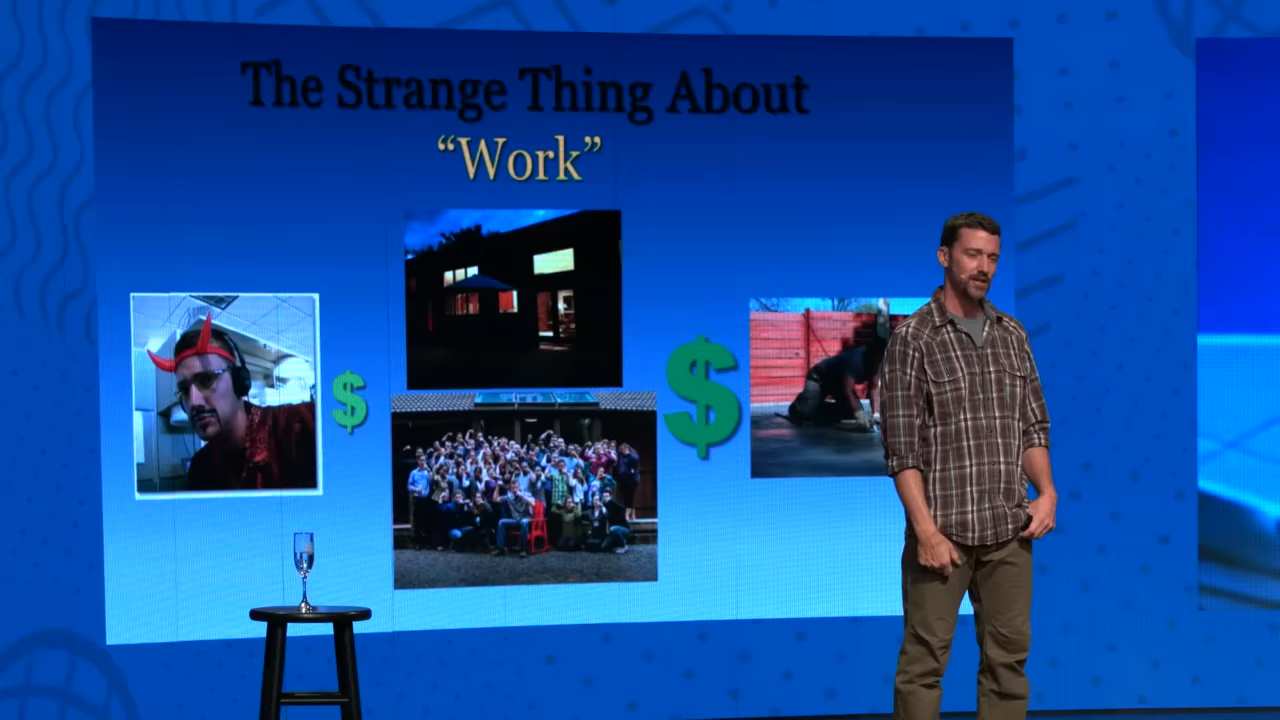 The Strange Thing About
“Work”
$
$